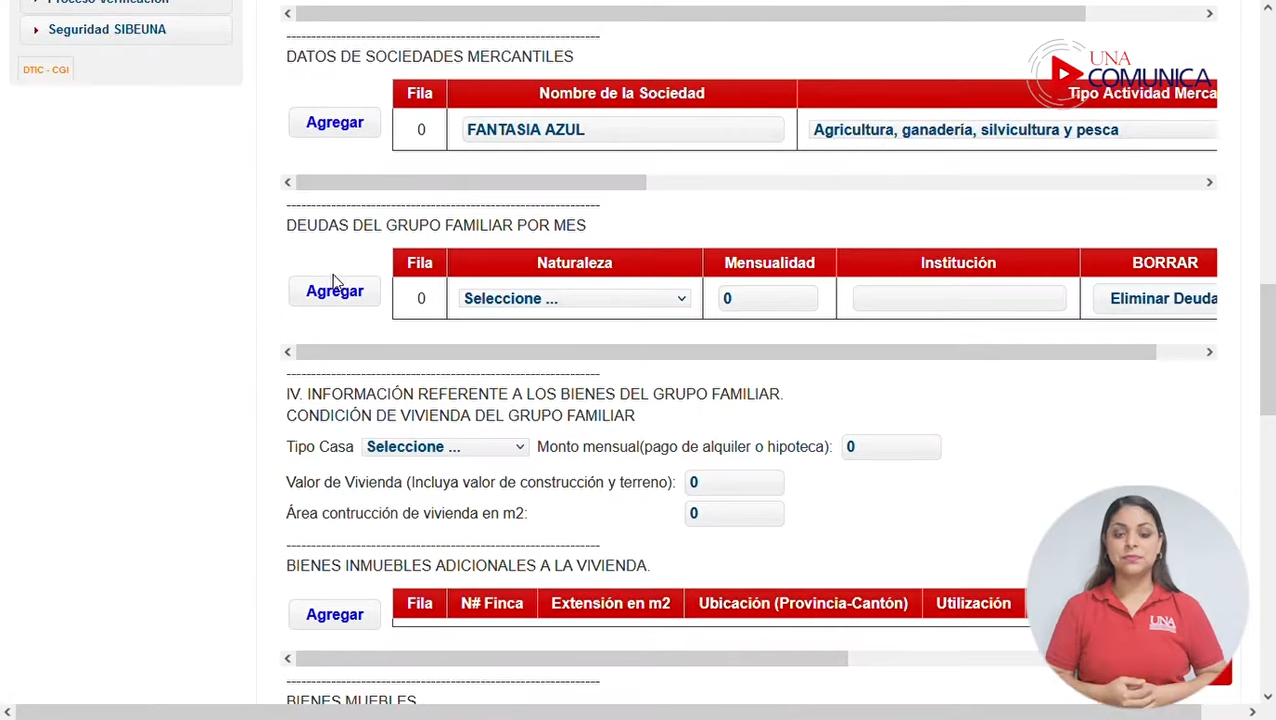 Proceso Verificación
Seguridad SIBEUNA
DTIC - CGI
UNA
COMUNICA
------------------------------------------------------------
DATOS DE SOCIEDADES MERCANTILES
Agregar
Fila Nombre de la Sociedad Tipo Actividad Merca
0 FANTASIA AZUL Agricultura, ganadería, silvicultura y pesca
------------------------------------------------------------
DEUDAS DEL GRUPO FAMILIAR POR MES
Agregar
Fila Naturaleza Mensualidad Institución BORRAR
0 Seleccione ... 0 Eliminar Deuda
------------------------------------------------------------
IV. INFORMACIÓN REFERENTE A LOS BIENES DEL GRUPO FAMILIAR.
CONDICIÓN DE VIVIENDA DEL GRUPO FAMILIAR
Tipo Casa Seleccione ... Monto mensual(pago de alquiler o hipoteca): 0
Valor de Vivienda (Incluya valor de construcción y terreno): 0
Área contrucción de vivienda en m2: 0
------------------------------------------------------------
BIENES INMUEBLES ADICIONALES A LA VIVIENDA.
Agregar
Fila N# Finca Extensión en m2 Ubicación (Provincia-Cantón) Utilización
------------------------------------------------------------
BIENES MUEBLES
UNA